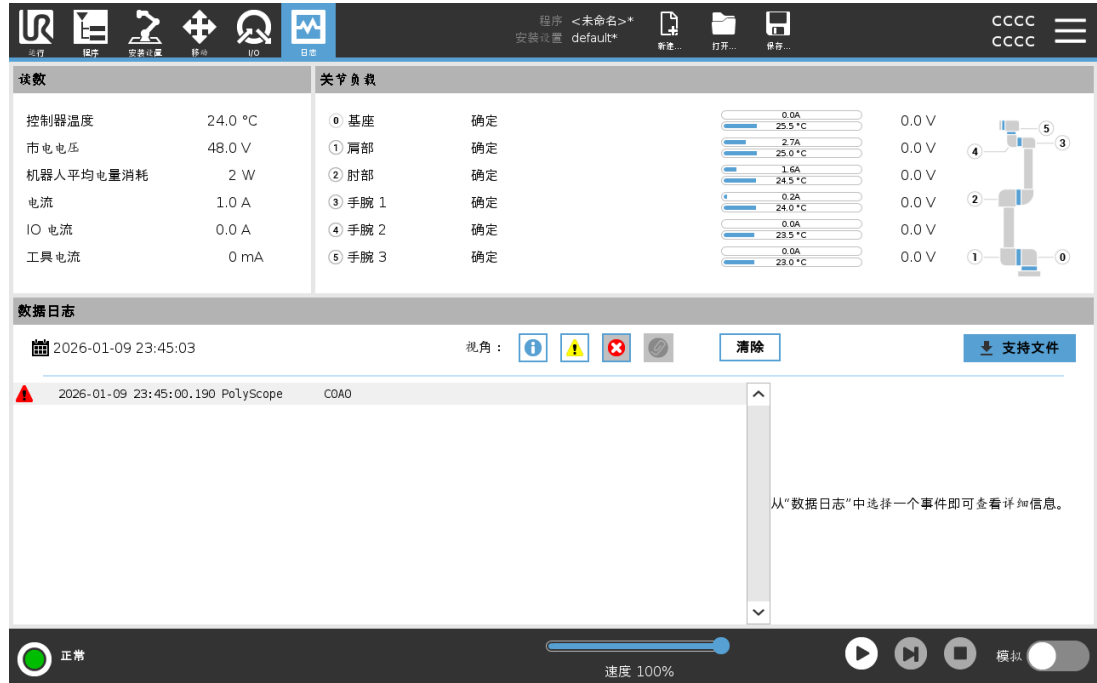 程序 <未命名>*
安装设置 default*
CCCC
CCCC
运行 程序 安装设置 移动 I/O 日志 新建... 打开... 保存...
读数
控制器温度 24.0 °C
市电电压 48.0 V
机器人平均电量消耗 2 W
电流 1.0 A
IO 电流 0.0 A
工具电流 0 mA
关节负载
0 基座 确定 0.0A 25.5 °C 0.0 V
1 肩部 确定 2.7A 25.0 °C 0.0 V
2 肘部 确定 1.6A 24.5 °C 0.0 V
3 手腕 1 确定 0.2A 24.0 °C 0.0 V
4 手腕 2 确定 0.0A 23.5 °C 0.0 V
5 手腕 3 确定 0.0A 23.0 °C 0.0 V
5
3
4
2
1 0
数据日志
2026-01-09 23:45:03 视角： 清除 支持文件
2026-01-09 23:45:00.190 PolyScope C0A0
从“数据日志”中选择一个事件即可查看详细信息。
正常
速度 100%
模拟